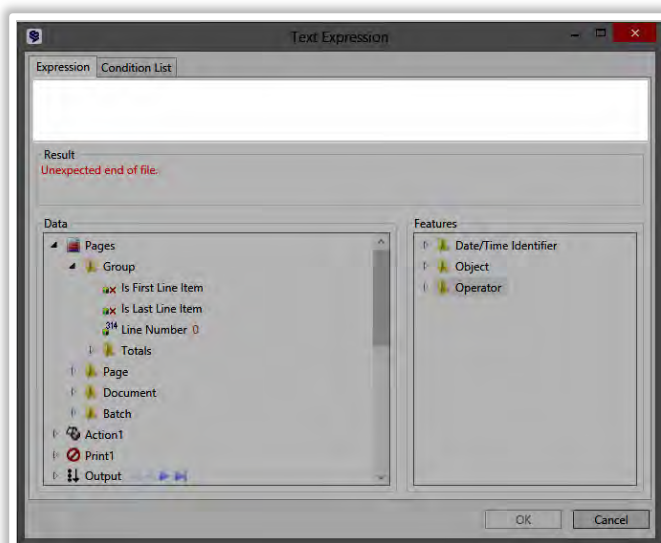 Text Expression
Expression Condition List
Result
Unexpected end of file.
Data
Pages
Group
Is First Line Item
Is Last Line Item
314 Line Number 0
Totals
Page
Document
Batch
Action1
Print1
Output
Features
Date/Time Identifier
Object
Operator
OK Cancel